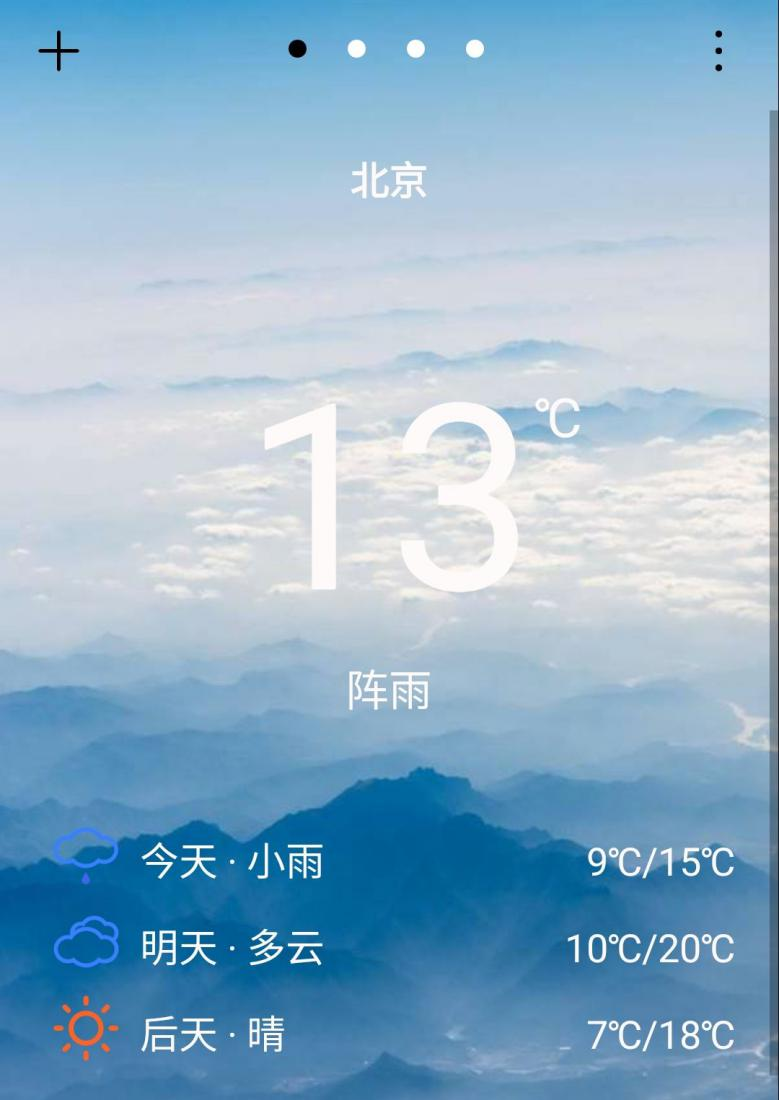 北京
13℃
阵雨
今天 · 小雨 9℃/15℃
明天 · 多云 10℃/20℃
后天 · 晴 7℃/18℃